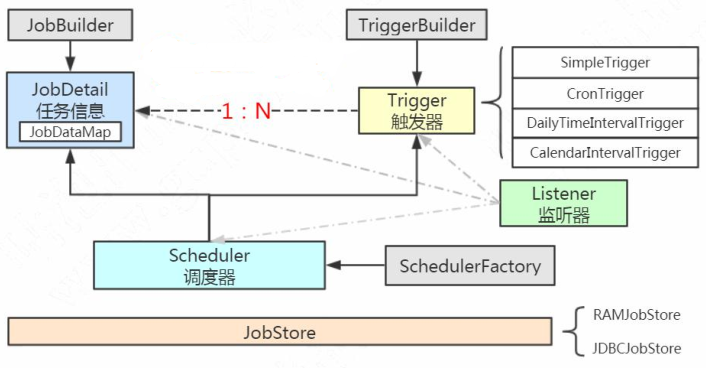 JobBuilder
TriggerBuilder
JobDetail
任务信息
JobDataMap
1：N
Trigger
触发器
SimpleTrigger
CronTrigger
DailyTimeIntervalTrigger
CalendarIntervalTrigger
Listener
监听器
Scheduler
调度器
SchedulerFactory
JobStore
RAMJobStore
JDBCJobStore